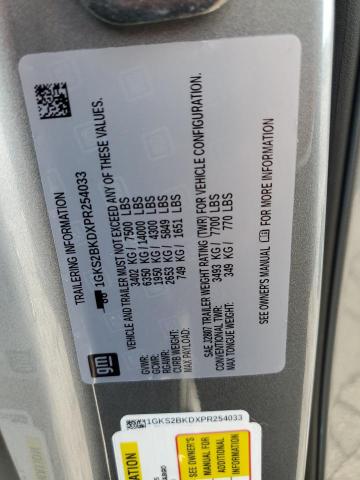 TRAILERING INFORMATION
1GKS2BKDXPR254033
VEHICLE AND TRAILER MUST NOT EXCEED ANY OF THESE VALUES.
GVWR: 3402 KG / 7500 LBS
GCWR: 6350 KG / 14000 LBS
RGAWR: 1950 KG / 4300 LBS
CURB WEIGHT: 2653 KG / 5849 LBS
MAX PAYLOAD: 749 KG / 1651 LBS
SAE J2807 TRAILER WEIGHT RATING (TWR) FOR VEHICLE CONFIGURATION.
CONVENTIONAL TWR: 3493 KG / 7700 LBS
MAX TONGUE WEIGHT: 349 KG / 770 LBS
SEE OWNER'S MANUAL FOR MORE INFORMATION
gm
1GKS2BKDXPR254033
SEE OWNER'S
MANUAL FOR
ADDITIONAL